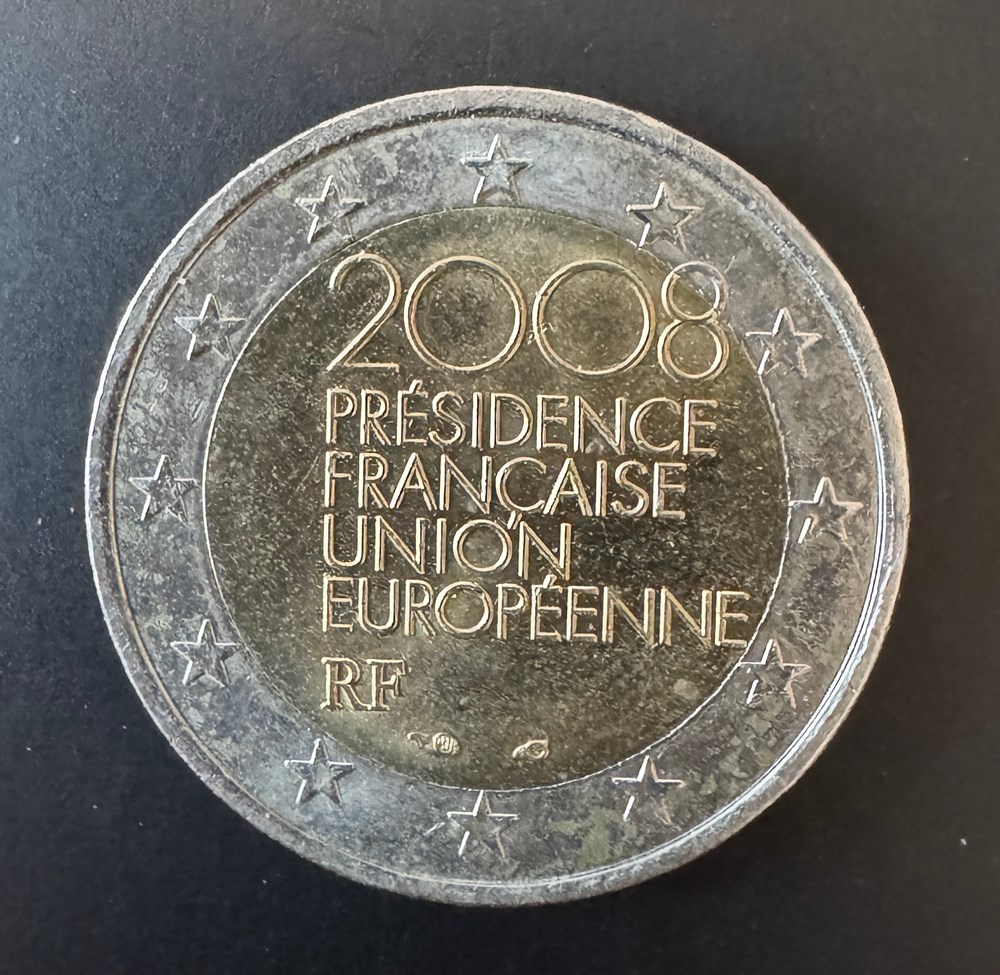 2008
PRÉSIDENCE
FRANÇAISE
UNION
EUROPÉENNE
RF